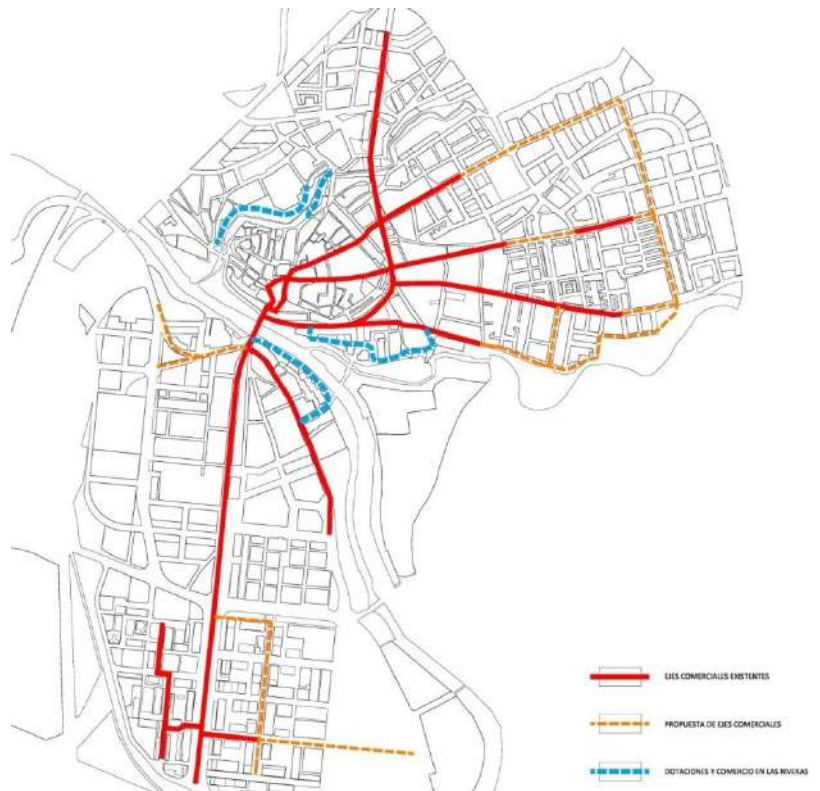 EJES COMERCIALES EXISTENTES
PROPUESTA DE EJES COMERCIALES
DOTACIONES Y COMERCIO EN LAS RIVERAS